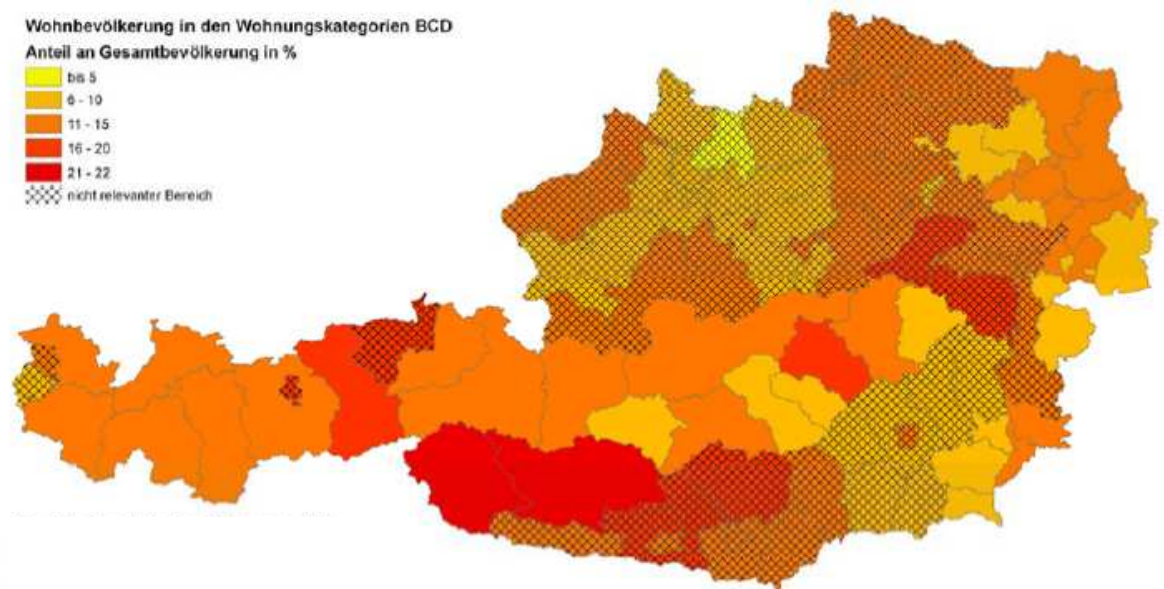 Wohnbevölkerung in den Wohnungskategorien BCD
Anteil an Gesamtbevölkerung in %
bis 5
6 - 10
11 - 15
16 - 20
21 - 22
nicht relevanter Bereich